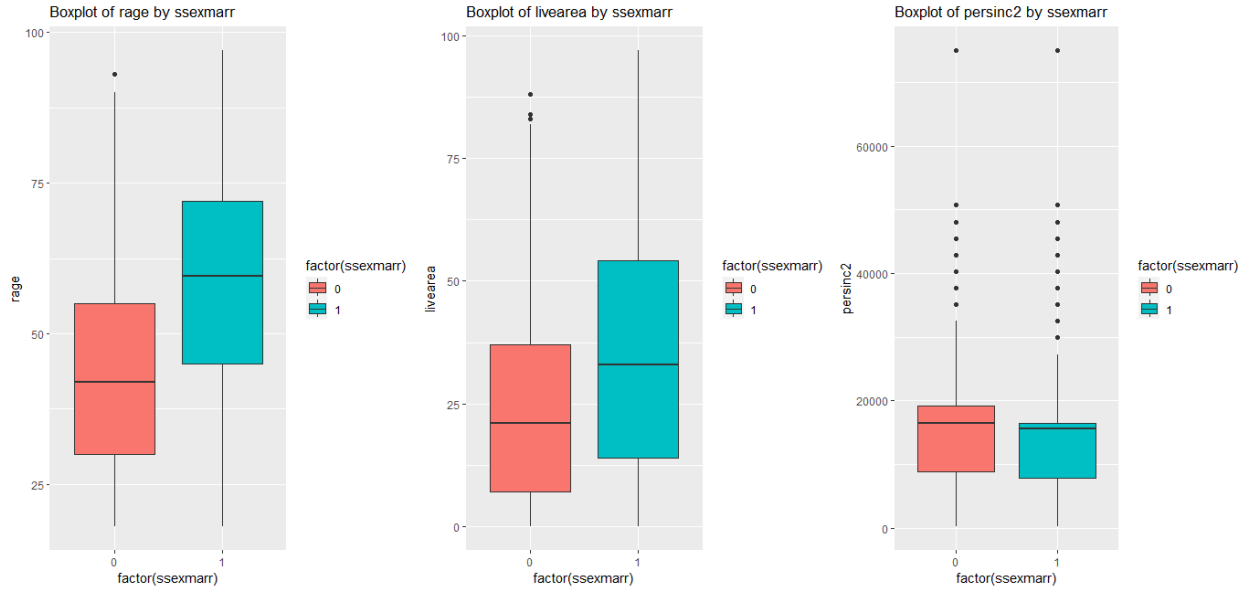 Boxplot of rage by ssexmarr
100
75
50
25
rage
0
1
factor(ssexmarr)
factor(ssexmarr)
0
1
Boxplot of livearea by ssexmarr
100
75
50
25
0
livearea
0
1
factor(ssexmarr)
factor(ssexmarr)
0
1
Boxplot of persinc2 by ssexmarr
60000
40000
20000
0
persinc2
0
1
factor(ssexmarr)
factor(ssexmarr)
0
1